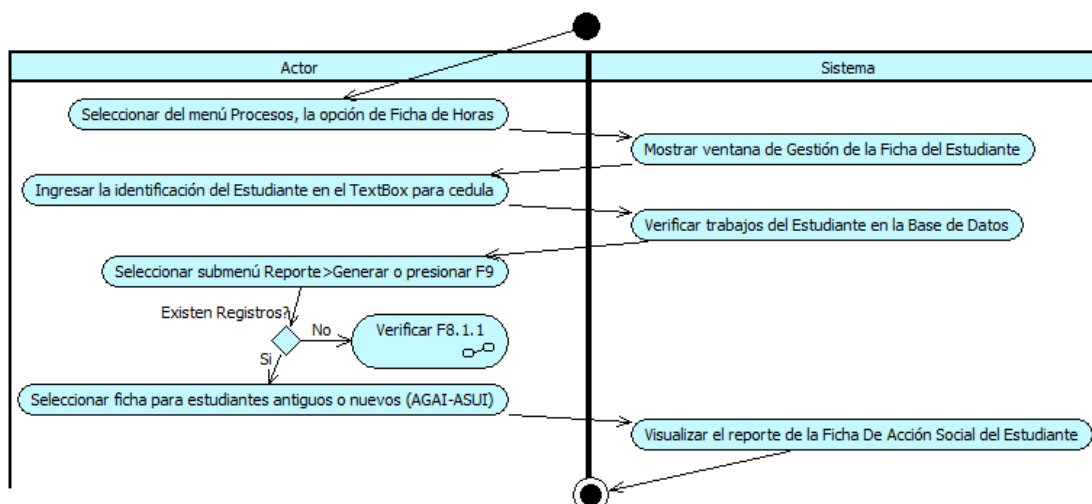 Actor
Sistema
Seleccionar del menú Procesos, la opción de Ficha de Horas
Mostrar ventana de Gestión de la Ficha del Estudiante
Ingresar la identificación del Estudiante en el TextBox para cedula
Verificar trabajos del Estudiante en la Base de Datos
Seleccionar submenú Reporte>Generar o presionar F9
Existen Registros?
No
Verificar F8.1.1
Si
Seleccionar ficha para estudiantes antiguos o nuevos (AGAI-ASUI)
Visualizar el reporte de la Ficha De Acción Social del Estudiante